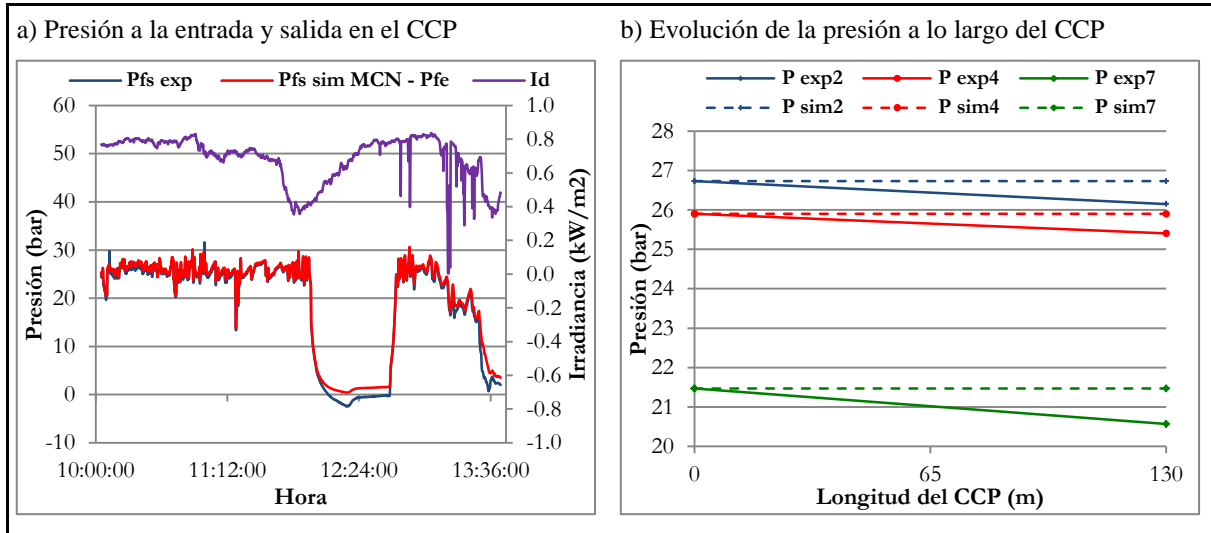 a) Presión a la entrada y salida en el CCP
Pfs exp
Pfs sim MCN - Pfe
Id
Presión (bar)
60
50
40
30
20
10
0
-10
1.0
0.8
0.6
0.4
0.2
0.0
-0.2
-0.4
-0.6
-0.8
-1.0
Irradiancia (kW/m2)
10:00:00
11:12:00
12:24:00
13:36:00
Hora
b) Evolución de la presión a lo largo del CCP
P exp2
P exp4
P exp7
P sim2
P sim4
P sim7
Presión (bar)
28
27
26
25
24
23
22
21
20
0
65
130
Longitud del CCP (m)